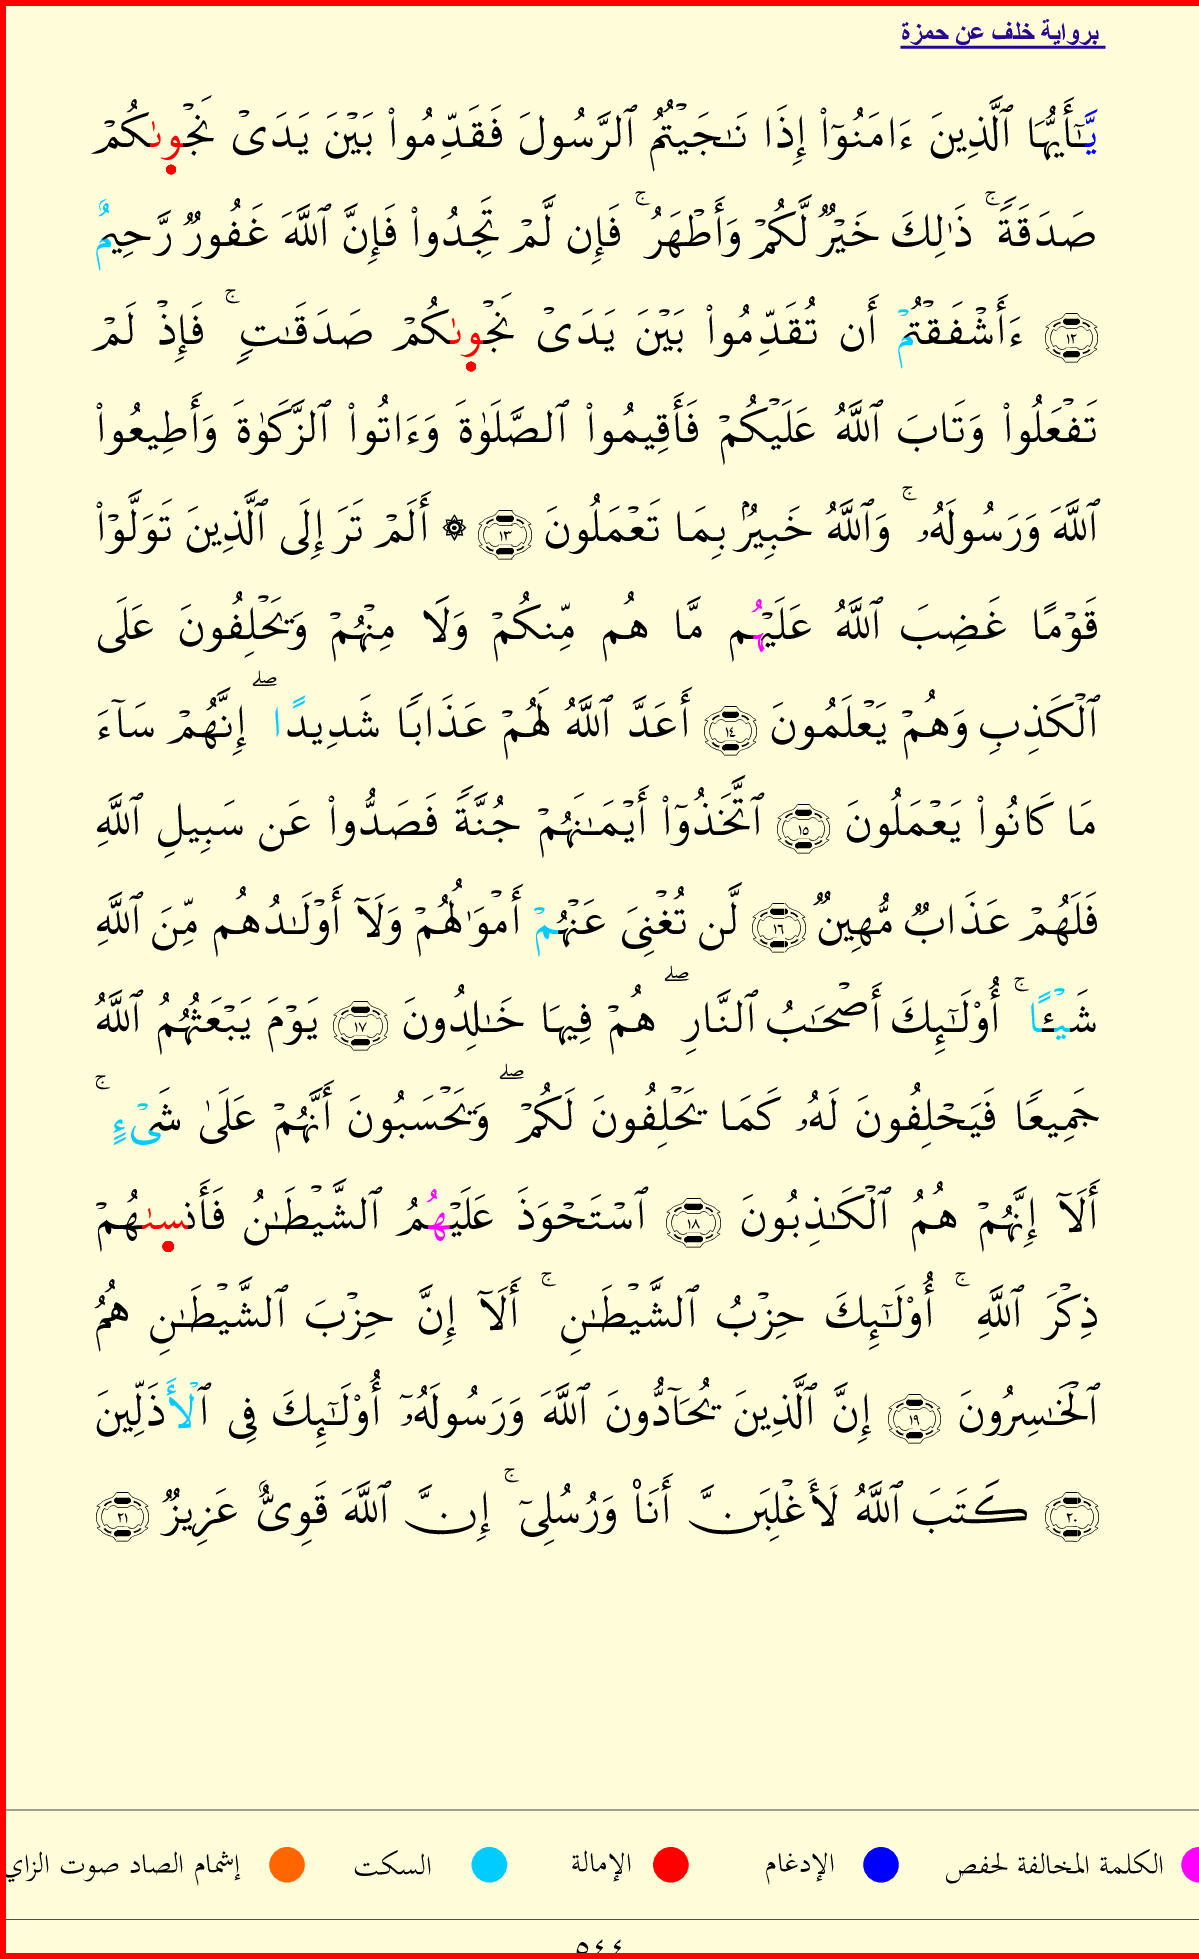 برواية خلف عن حمزة
يَّـٰٓأَيُّهَا ٱلَّذِينَ ءَامَنُوٓا۟ إِذَا نَـٰجَيْتُمُ ٱلرَّسُولَ فَقَدِّمُوا۟ بَيْنَ يَدَىْ نَجْوىٰكُمْ
صَدَقَةً ۚ ذَٰلِكَ خَيْرٌ لَّكُمْ وَأَطْهَرُ ۚ فَإِن لَّمْ تَجِدُوا۟ فَإِنَّ ٱللَّهَ غَفُورٌ رَّحِيمٌ
١٢ ءَأَشْفَقْتُمْ أَن تُقَدِّمُوا۟ بَيْنَ يَدَىْ نَجْوىٰكُمْ صَدَقَـٰتٍ ۚ فَإِذْ لَمْ
تَفْعَلُوا۟ وَتَابَ ٱللَّهُ عَلَيْكُمْ فَأَقِيمُوا۟ ٱلصَّلَوٰةَ وَءَاتُوا۟ ٱلزَّكَوٰةَ وَأَطِيعُوا۟
ٱللَّهَ وَرَسُولَهُۥ ۚ وَٱللَّهُ خَبِيرٌۢ بِمَا تَعْمَلُونَ ١٣ ۞ أَلَمْ تَرَ إِلَى ٱلَّذِينَ تَوَلَّوْا۟
قَوْمًا غَضِبَ ٱللَّهُ عَلَيْهُم مَّا هُم مِّنكُمْ وَلَا مِنْهُمْ وَيَحْلِفُونَ عَلَى
ٱلْكَذِبِ وَهُمْ يَعْلَمُونَ ١٤ أَعَدَّ ٱللَّهُ لَهُمْ عَذَابًا شَدِيدًا ۖ إِنَّهُمْ سَآءَ
مَا كَانُوا۟ يَعْمَلُونَ ١٥ ٱتَّخَذُوٓا۟ أَيْمَـٰنَهُمْ جُنَّةً فَصَدُّوا۟ عَن سَبِيلِ ٱللَّهِ
فَلَهُمْ عَذَابٌ مُّهِينٌ ١٦ لَّن تُغْنِىَ عَنْهُمْ أَمْوَٰلُهُمْ وَلَآ أَوْلَـٰدُهُم مِّنَ ٱللَّهِ
شَيْـًٔا ۚ أُو۟لَـٰٓئِكَ أَصْحَـٰبُ ٱلنَّارِ ۖ هُمْ فِيهَا خَـٰلِدُونَ ١٧ يَوْمَ يَبْعَثُهُمُ ٱللَّهُ
جَمِيعًا فَيَحْلِفُونَ لَهُۥ كَمَا يَحْلِفُونَ لَكُمْ ۖ وَيَحْسَبُونَ أَنَّهُمْ عَلَىٰ شَىْءٍ ۚ
أَلَآ إِنَّهُمْ هُمُ ٱلْكَـٰذِبُونَ ١٨ ٱسْتَحْوَذَ عَلَيْهُمُ ٱلشَّيْطَـٰنُ فَأَنسىٰهُمْ
ذِكْرَ ٱللَّهِ ۚ أُو۟لَـٰٓئِكَ حِزْبُ ٱلشَّيْطَـٰنِ ۚ أَلَآ إِنَّ حِزْبَ ٱلشَّيْطَـٰنِ هُمُ
ٱلْخَـٰسِرُونَ ١٩ إِنَّ ٱلَّذِينَ يُحَآدُّونَ ٱللَّهَ وَرَسُولَهُۥٓ أُو۟لَـٰٓئِكَ فِى ٱلْأَذَلِّينَ
٢٠ كَتَبَ ٱللَّهُ لَأَغْلِبَنَّ أَنَا۠ وَرُسُلِىٓ ۚ إِنَّ ٱللَّهَ قَوِىٌّ عَزِيزٌ ٢١
الكلمة المخالفة لحفص الإدغام الإمالة السكت إشمام الصاد صوت الزاي
٥٤٤